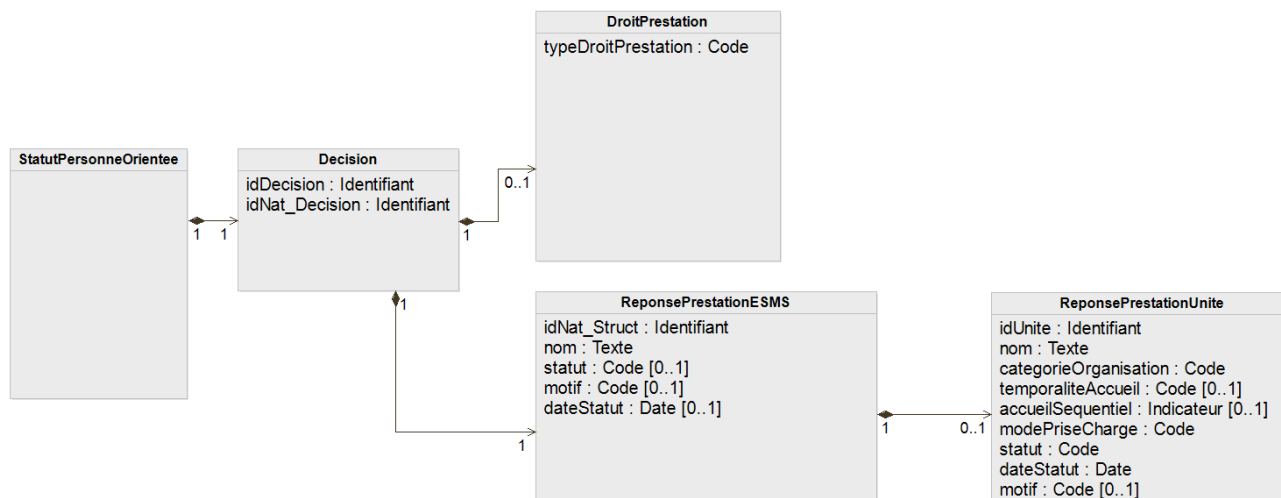 DroitPrestation
typeDroitPrestation : Code
0..1
StatutPersonneOrientee
1
1
Decision
idDecision : Identifiant
idNat_Decision : Identifiant
1
1
ReponsePrestationESMS
idNat_Struct : Identifiant
nom : Texte
statut : Code [0..1]
motif : Code [0..1]
dateStatut : Date [0..1]
1
1
0..1
ReponsePrestationUnite
idUnite : Identifiant
nom : Texte
categorieOrganisation : Code
temporaliteAccueil : Code [0..1]
accueilSequentiel : Indicateur [0..1]
modePriseCharge : Code
statut : Code
dateStatut : Date
motif : Code [0..1]